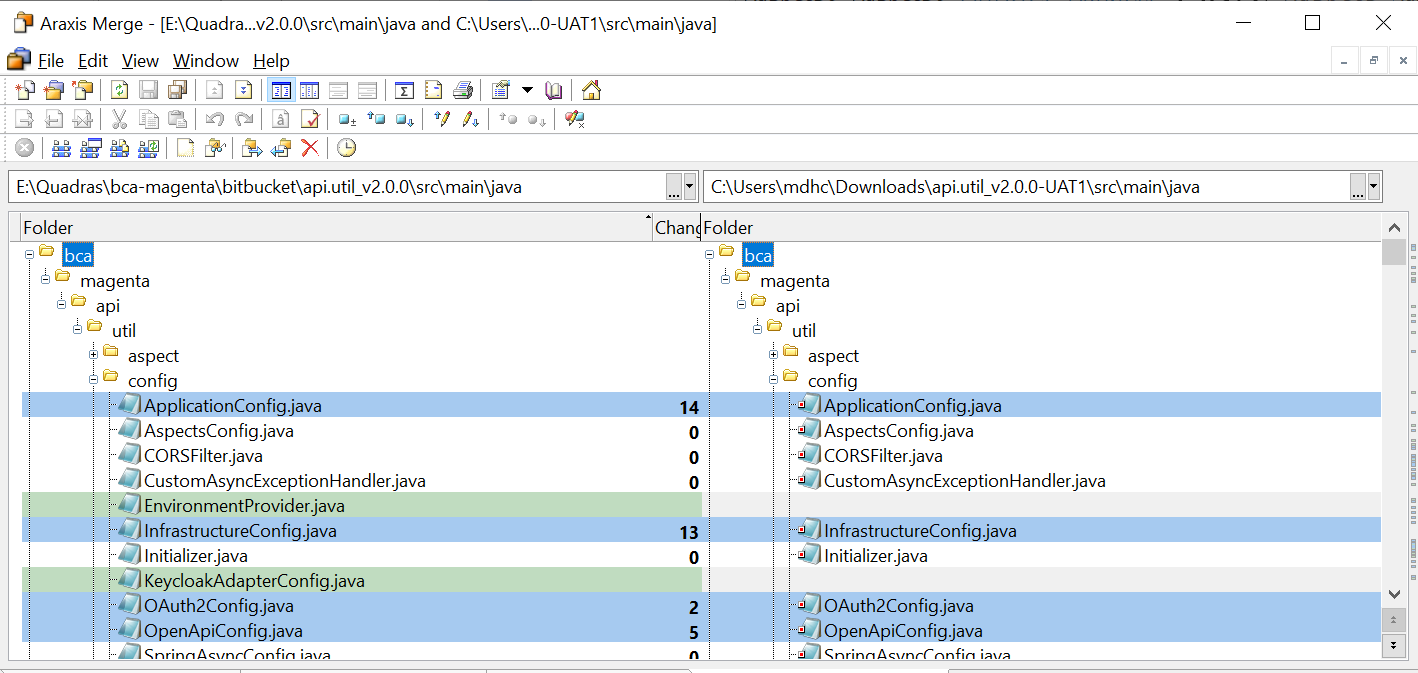 Araxis Merge - [E:\Quadra...v2.0.0\src\main\java and C:\Users\...0-UAT1\src\main\java]
File Edit View Window Help
E:\Quadras\bca-magenta\bitbucket\api.util_v2.0.0\src\main\java ... C:\Users\mdhc\Downloads\api.util_v2.0.0-UAT1\src\main\java ...
Folder Chang Folder
bca bca
magenta magenta
api api
util util
aspect aspect
config config
ApplicationConfig.java 14 ApplicationConfig.java
AspectsConfig.java 0 AspectsConfig.java
CORSFilter.java 0 CORSFilter.java
CustomAsyncExceptionHandler.java 0 CustomAsyncExceptionHandler.java
EnvironmentProvider.java
InfrastructureConfig.java 13 InfrastructureConfig.java
Initializer.java 0 Initializer.java
KeycloakAdapterConfig.java
OAuth2Config.java 2 OAuth2Config.java
OpenApiConfig.java 5 OpenApiConfig.java
SpringAsyncConfig.java 0 SpringAsyncConfig.java